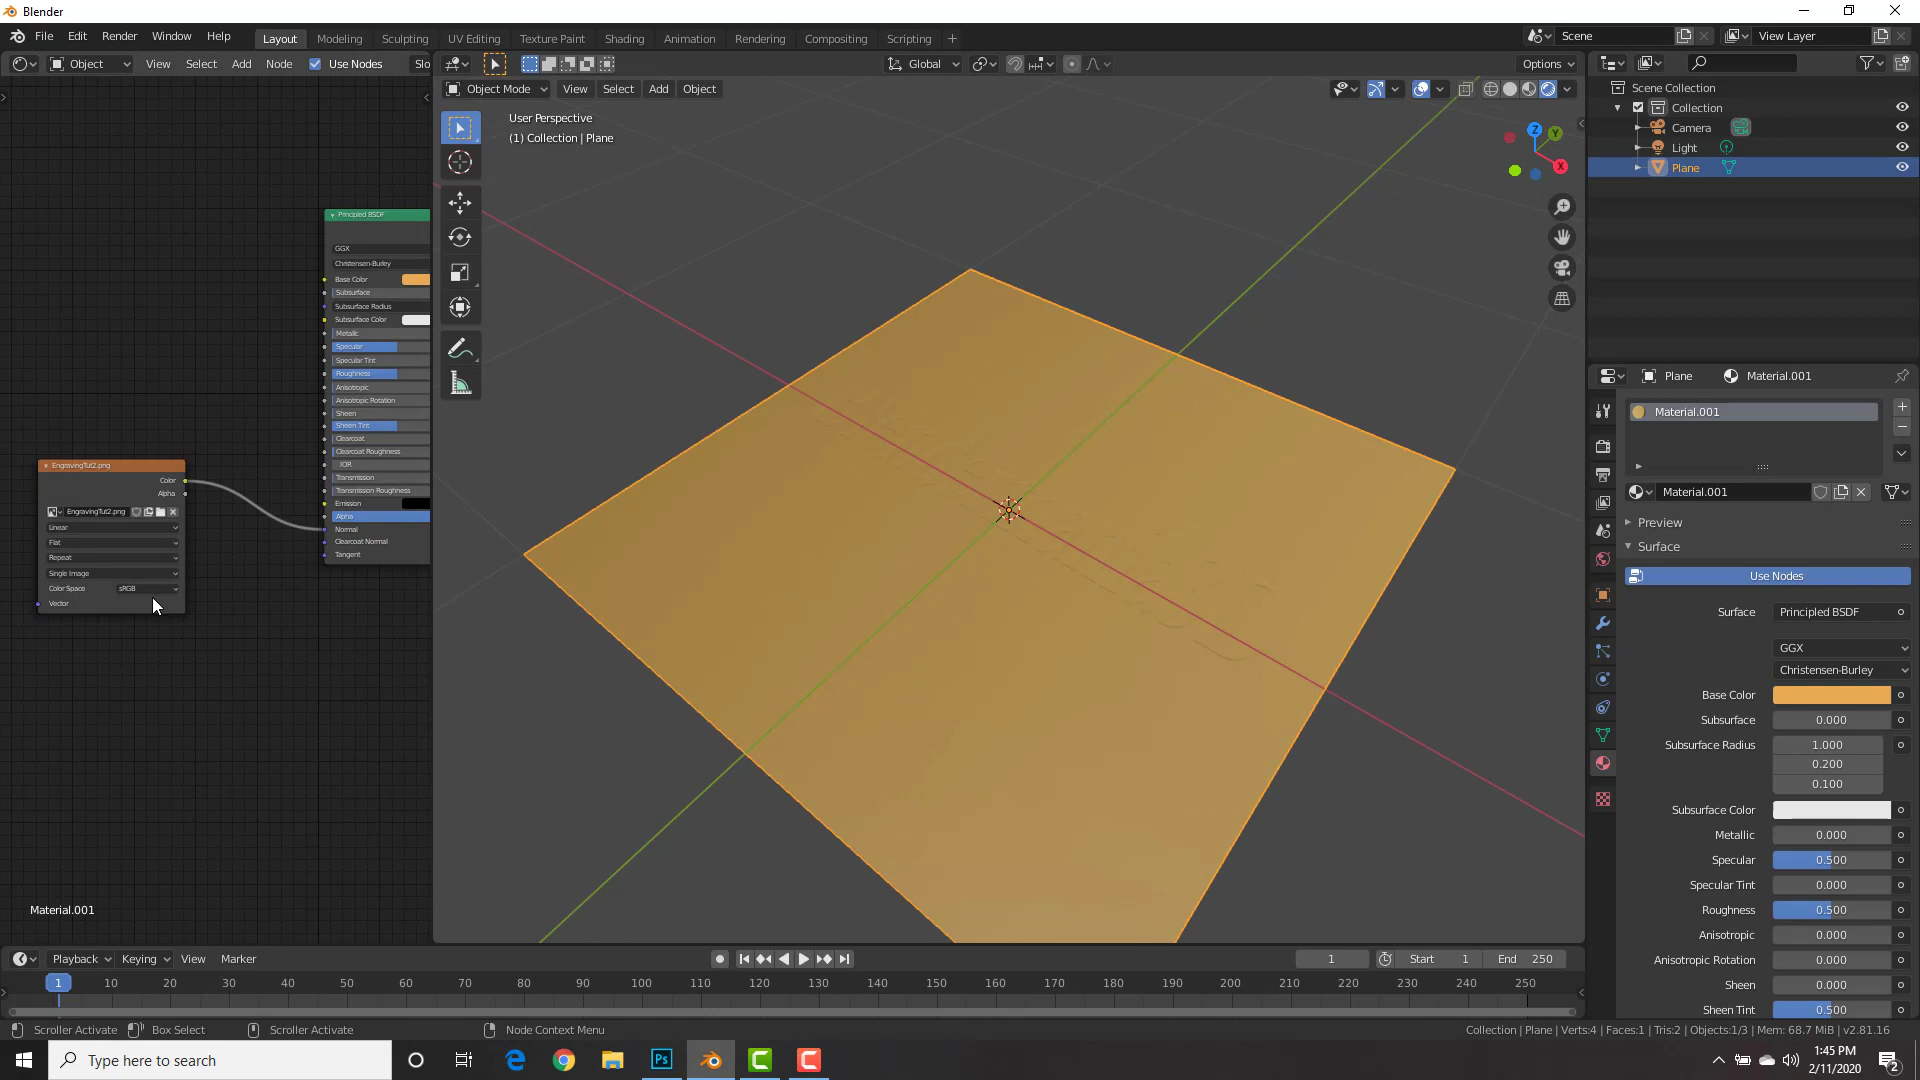 Blender
File Edit Render Window Help Layout Modeling Sculpting UV Editing Texture Paint Shading Animation Rendering Compositing Scripting Scene View Layer
Object View Select Add Node Use Nodes Slo Global Options
Object Mode View Select Add Object
User Perspective
(1) Collection | Plane
Z Y X
Scene Collection
Collection
Camera
Light
Plane
Principled BSDF
GGX
Christensen-Burley
Base Color
Subsurface
Subsurface Radius
Subsurface Color
Metallic
Specular
Specular Tint
Roughness
Anisotropic
Anisotropic Rotation
Sheen
Sheen Tint
Clearcoat
Clearcoat Roughness
IOR
Transmission
Transmission Roughness
Emission
Alpha
Normal
Clearcoat Normal
Tangent
EngravingTut2.png
Color
Alpha
EngravingTut2.png
Linear
Flat
Repeat
Single Image
Color Space sRGB
Vector
Material.001
Plane Material.001
Material.001
Material.001
Preview
Surface
Use Nodes
Surface Principled BSDF
GGX
Christensen-Burley
Base Color
Subsurface 0.000
Subsurface Radius 1.000
0.200
0.100
Subsurface Color
Metallic 0.000
Specular 0.500
Specular Tint 0.000
Roughness 0.500
Anisotropic 0.000
Anisotropic Rotation 0.000
Sheen 0.000
Sheen Tint 0.500
Playback Keying View Marker 1 Start 1 End 250
1 10 20 30 40 50 60 70 80 90 100 110 120 130 140 150 160 170 180 190 200 210 220 230 240 250
Scroller Activate Box Select Scroller Activate Node Context Menu Collection | Plane | Verts:4 | Faces:1 | Tris:2 | Objects:1/3 | Mem: 68.7 MiB | v2.81.16
Type here to search Ps 1:45 PM
2/11/2020 2